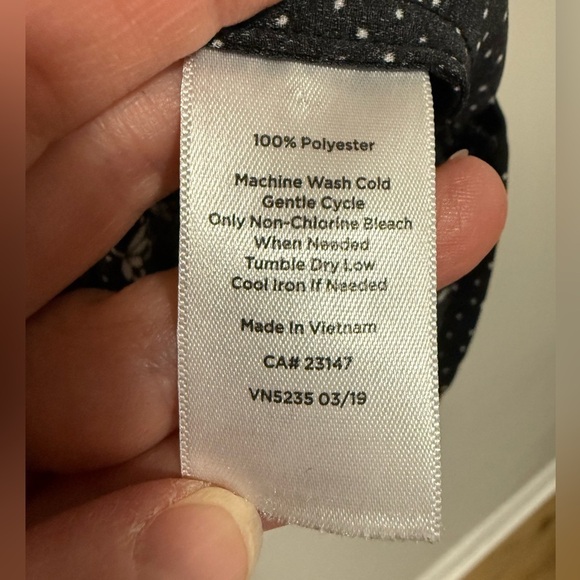 100% Polyester
Machine Wash Cold
Gentle Cycle
Only Non-Chlorine Bleach
When Needed
Tumble Dry Low
Cool Iron If Needed
Made In Vietnam
CA# 23147
VN5235 03/19